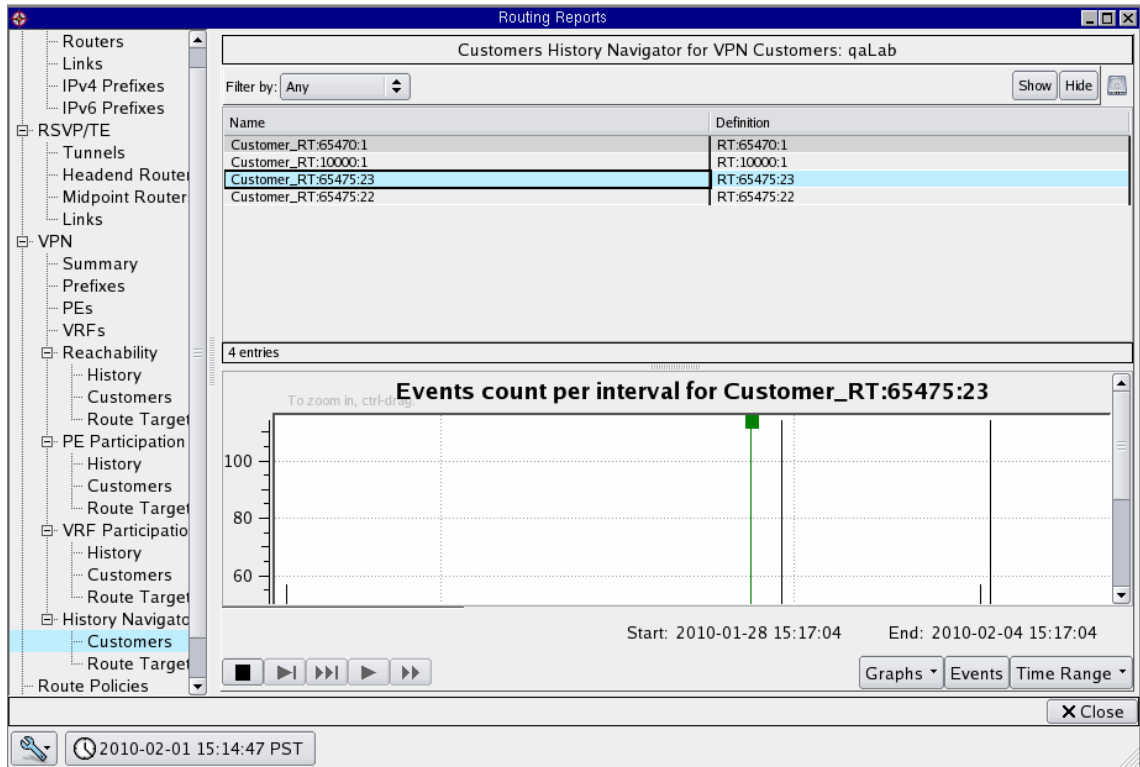 Routing Reports
Routers
Links
IPv4 Prefixes
IPv6 Prefixes
RSVP/TE
Tunnels
Headend Router
Midpoint Router
Links
VPN
Summary
Prefixes
PEs
VRFs
Reachability
History
Customers
Route Target
PE Participation
History
Customers
Route Target
VRF Participatio
History
Customers
Route Target
History Navigato
Customers
Route Target
Route Policies
Customers History Navigator for VPN Customers: qaLab
Filter by: Any
Show Hide
Name Definition
Customer_RT:65470:1 RT:65470:1
Customer_RT:10000:1 RT:10000:1
Customer_RT:65475:23 RT:65475:23
Customer_RT:65475:22 RT:65475:22
4 entries
Events count per interval for Customer_RT:65475:23
To zoom in, ctrl-drag.
100
80
60
Start: 2010-01-28 15:17:04 End: 2010-02-04 15:17:04
Graphs Events Time Range
Close
2010-02-01 15:14:47 PST